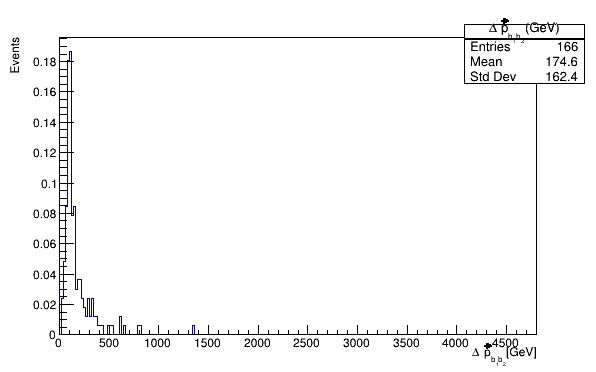 Δ p⃗ b₁b₂ (GeV)
Entries 166
Mean 174.6
Std Dev 162.4
Events
0.18
0.16
0.14
0.12
0.1
0.08
0.06
0.04
0.02
0
0 500 1000 1500 2000 2500 3000 3500 4000 4500
Δ p⃗ b₁b₂ [GeV]